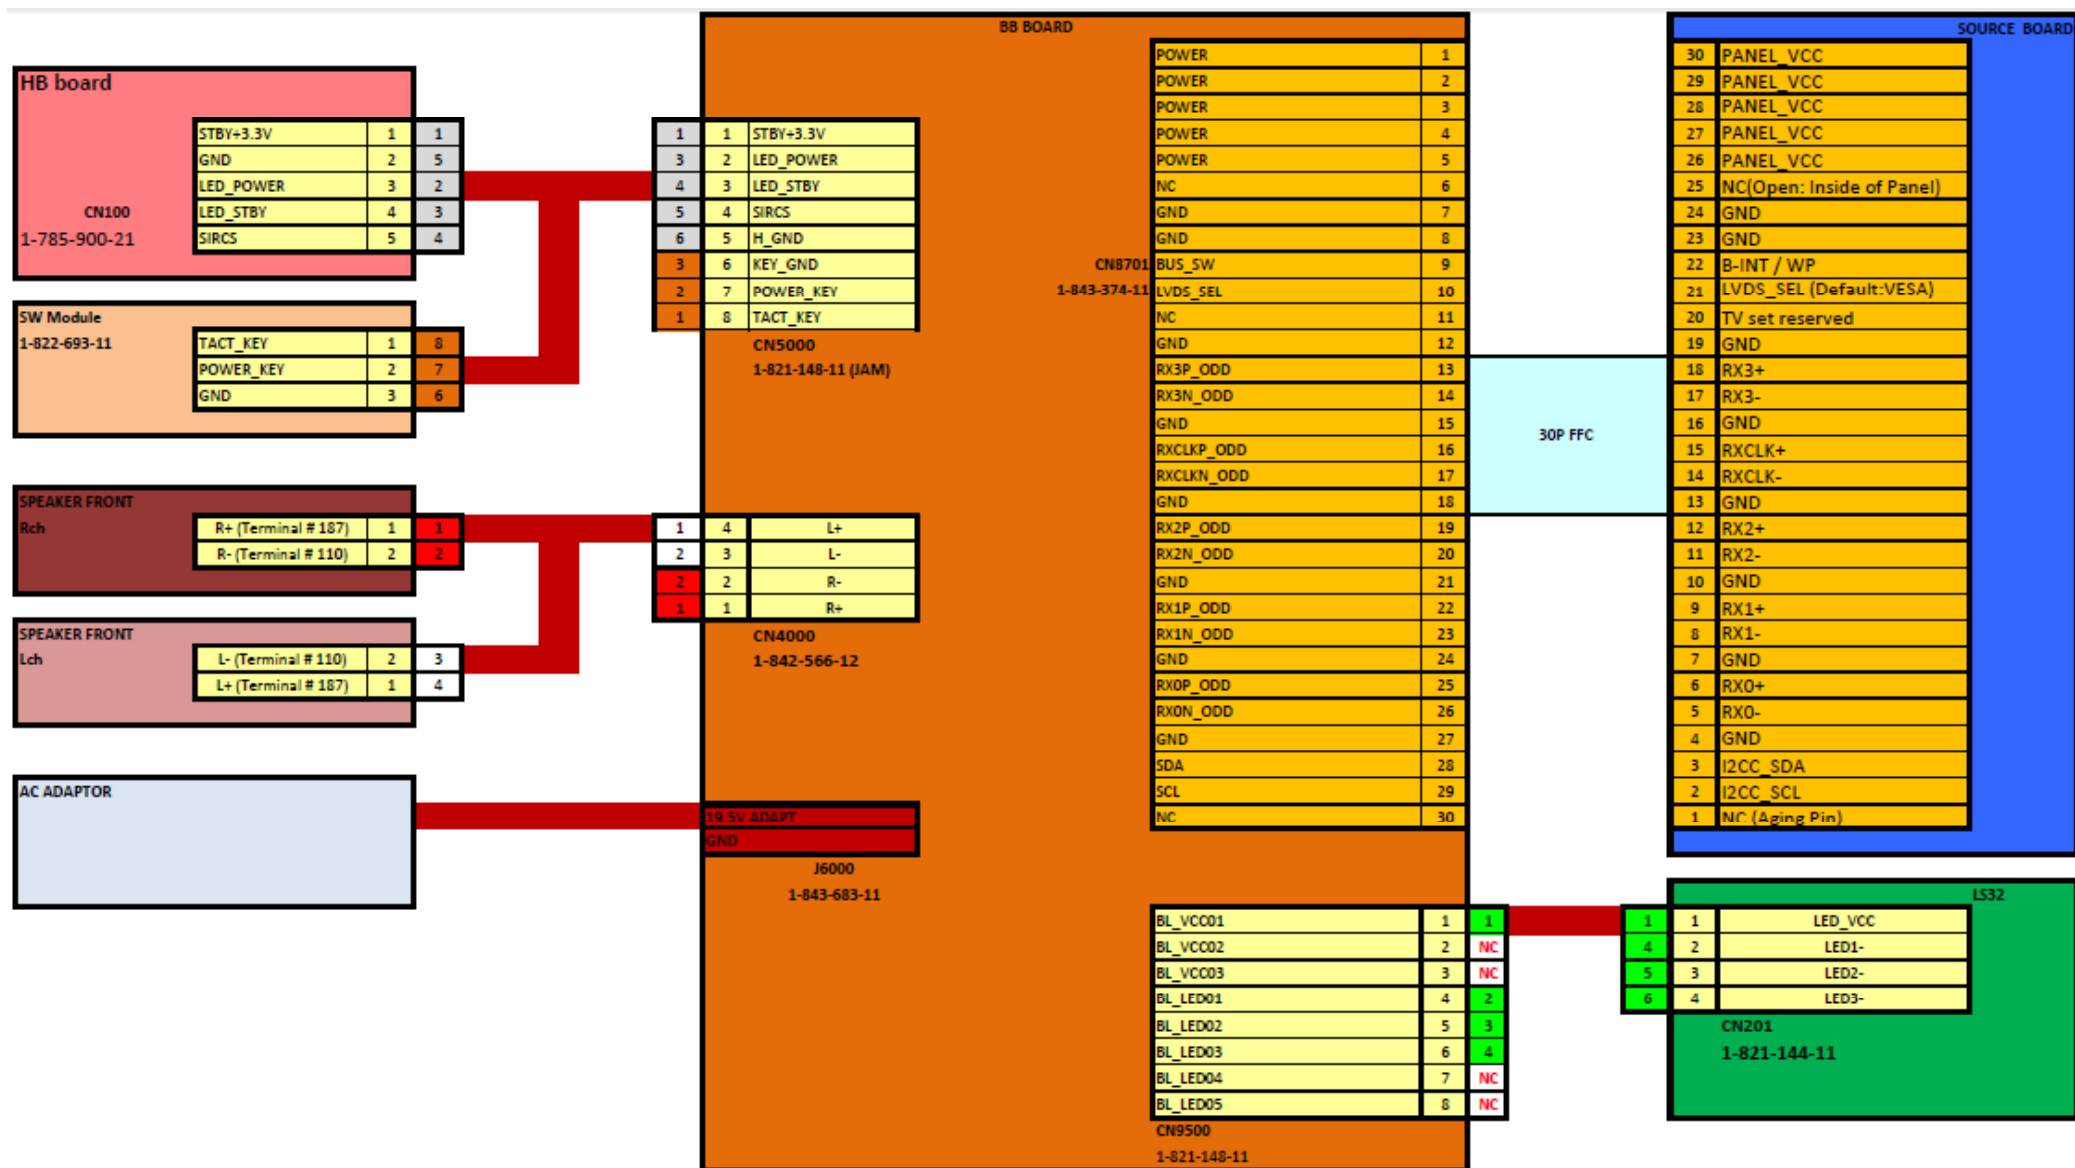 BB BOARD
SOURCE BOARD
HB board
STBY+3.3V 1 1
GND 2 5
LED_POWER 3 2
LED_STBY 4 3
SIRCS 5 4
CN100
1-785-900-21
SW Module
1-822-693-11
TACT_KEY 1 8
POWER_KEY 2 7
GND 3 6
SPEAKER FRONT
Rch
R+ (Terminal # 187) 1 1
R- (Terminal # 110) 2 2
SPEAKER FRONT
Lch
L- (Terminal # 110) 2 3
L+ (Terminal # 187) 1 4
AC ADAPTOR
1 1 STBY+3.3V
3 2 LED_POWER
4 3 LED_STBY
5 4 SIRCS
6 5 H_GND
3 6 KEY_GND
2 7 POWER_KEY
1 8 TACT_KEY
CN5000
1-821-148-11 (JAM)
1 4 L+
2 3 L-
2 2 R-
1 1 R+
CN4000
1-842-566-12
19.5V ADAPT
GND
J6000
1-843-683-11
CN8701
1-843-374-11
POWER 1
POWER 2
POWER 3
POWER 4
POWER 5
NC 6
GND 7
GND 8
BUS_SW 9
LVDS_SEL 10
NC 11
GND 12
RX3P_ODD 13
RX3N_ODD 14
GND 15
RXCLKP_ODD 16
RXCLKN_ODD 17
GND 18
RX2P_ODD 19
RX2N_ODD 20
GND 21
RX1P_ODD 22
RX1N_ODD 23
GND 24
RX0P_ODD 25
RX0N_ODD 26
GND 27
SDA 28
SCL 29
NC 30
30P FFC
30 PANEL_VCC
29 PANEL_VCC
28 PANEL_VCC
27 PANEL_VCC
26 PANEL_VCC
25 NC(Open: Inside of Panel)
24 GND
23 GND
22 B-INT / WP
21 LVDS_SEL (Default:VESA)
20 TV set reserved
19 GND
18 RX3+
17 RX3-
16 GND
15 RXCLK+
14 RXCLK-
13 GND
12 RX2+
11 RX2-
10 GND
9 RX1+
8 RX1-
7 GND
6 RX0+
5 RX0-
4 GND
3 I2CC_SDA
2 I2CC_SCL
1 NC (Aging Pin)
BL_VCC01 1 1
BL_VCC02 2 NC
BL_VCC03 3 NC
BL_LED01 4 2
BL_LED02 5 3
BL_LED03 6 4
BL_LED04 7 NC
BL_LED05 8 NC
CN9500
1-821-148-11
LS32
1 1 LED_VCC
4 2 LED1-
5 3 LED2-
6 4 LED3-
CN201
1-821-144-11